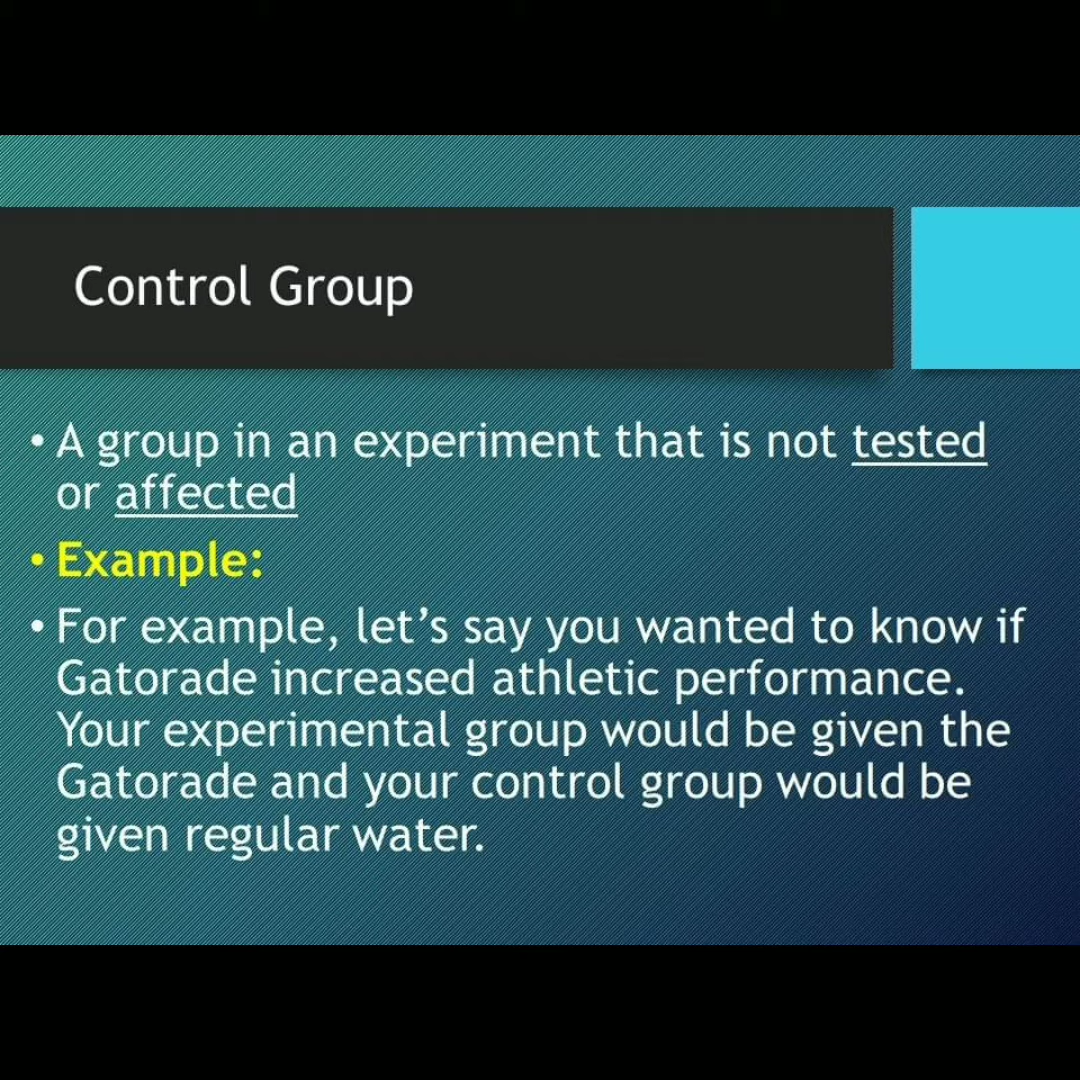 Control Group
• A group in an experiment that is not tested
or affected
• Example:
• For example, let’s say you wanted to know if
Gatorade increased athletic performance.
Your experimental group would be given the
Gatorade and your control group would be
given regular water.